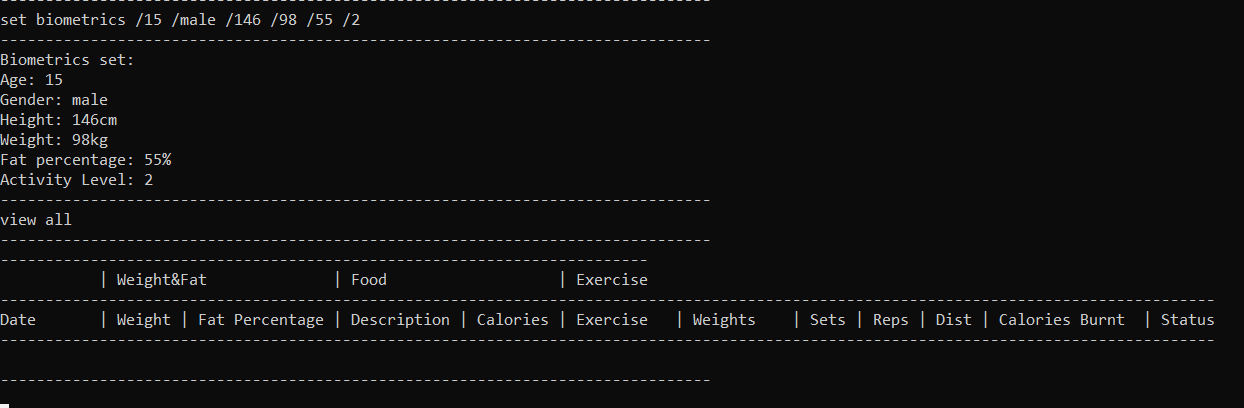 --------------------------------------------------------------------------------
set biometrics /15 /male /146 /98 /55 /2
--------------------------------------------------------------------------------
Biometrics set:
Age: 15
Gender: male
Height: 146cm
Weight: 98kg
Fat percentage: 55%
Activity Level: 2
--------------------------------------------------------------------------------
view all
--------------------------------------------------------------------------------
------------------------------------------------------------------------
           | Weight&Fat              | Food                   | Exercise
---------------------------------------------------------------------------------------------------------------------------------------
Date       | Weight | Fat Percentage | Description | Calories | Exercise   | Weights    | Sets | Reps | Dist | Calories Burnt  | Status
---------------------------------------------------------------------------------------------------------------------------------------
--------------------------------------------------------------------------------